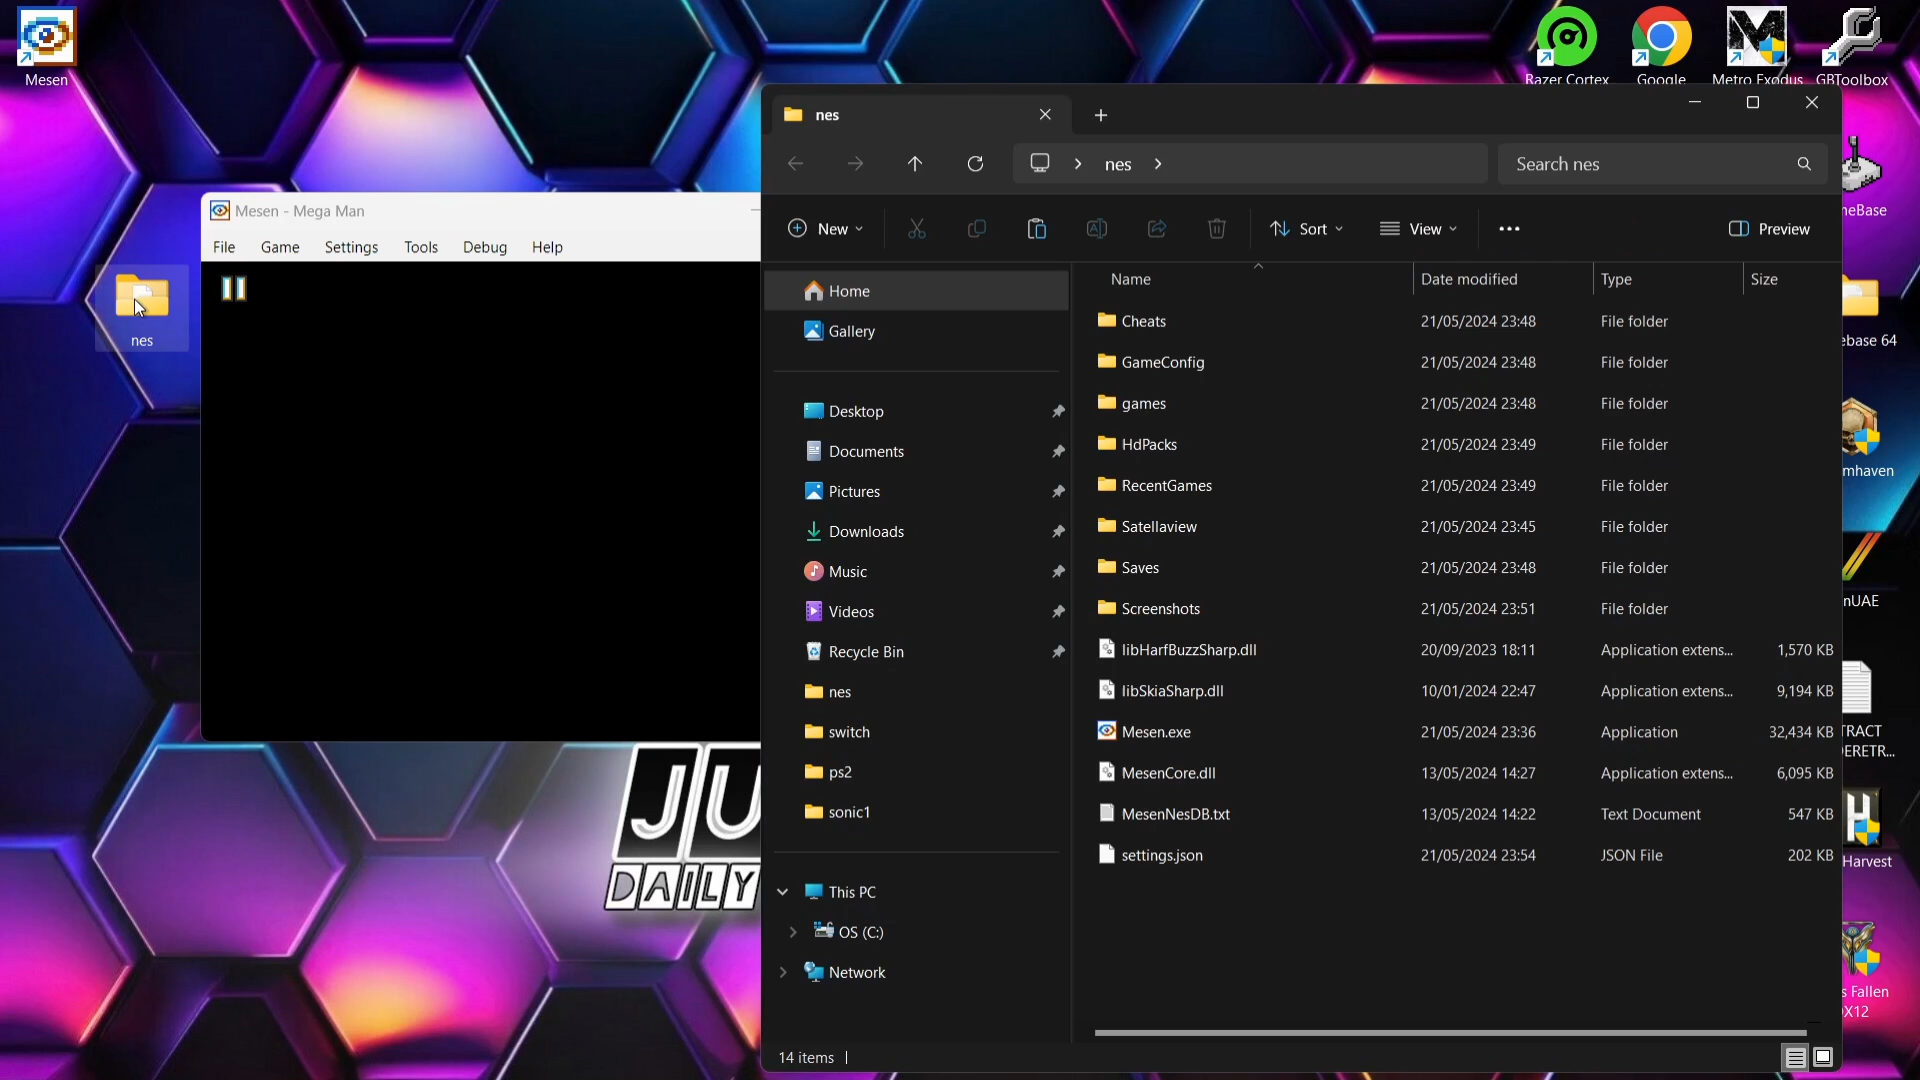 Mesen
Razer Cortex
Google
Metro Exodus
GBToolbox
nes
Search nes
New
Sort
View
Preview
Mesen - Mega Man
File
Game
Settings
Tools
Debug
Help
nes
Home
Gallery
Desktop
Documents
Pictures
Downloads
Music
Videos
Recycle Bin
nes
switch
ps2
sonic1
This PC
OS (C:)
Network
Name
Date modified
Type
Size
Cheats 21/05/2024 23:48 File folder
GameConfig 21/05/2024 23:48 File folder
games 21/05/2024 23:48 File folder
HdPacks 21/05/2024 23:49 File folder
RecentGames 21/05/2024 23:49 File folder
Satellaview 21/05/2024 23:45 File folder
Saves 21/05/2024 23:48 File folder
Screenshots 21/05/2024 23:51 File folder
libHarfBuzzSharp.dll 20/09/2023 18:11 Application extens... 1,570 KB
libSkiaSharp.dll 10/01/2024 22:47 Application extens... 9,194 KB
Mesen.exe 21/05/2024 23:36 Application 32,434 KB
MesenCore.dll 13/05/2024 14:27 Application extens... 6,095 KB
MesenNesDB.txt 13/05/2024 14:22 Text Document 547 KB
settings.json 21/05/2024 23:54 JSON File 202 KB
14 items
nes
JU
DAILY
neBase
ebase 64
mhaven
nUAE
TRACT
DERETR...
Harvest
s Fallen
DX12